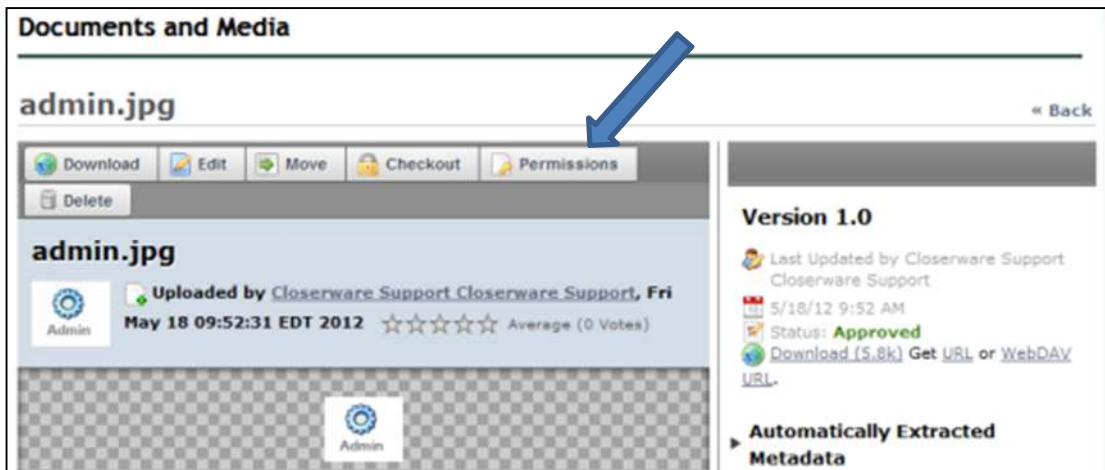 Documents and Media
admin.jpg
« Back
Download Edit Move Checkout Permissions
Delete
admin.jpg
Admin
Uploaded by Closerware Support Closerware Support, Fri
May 18 09:52:31 EDT 2012 Average (0 Votes)
Admin
Version 1.0
Last Updated by Closerware Support
Closerware Support
5/18/12 9:52 AM
Status: Approved
Download (5.8k) Get URL or WebDAV
URL.
Automatically Extracted
Metadata